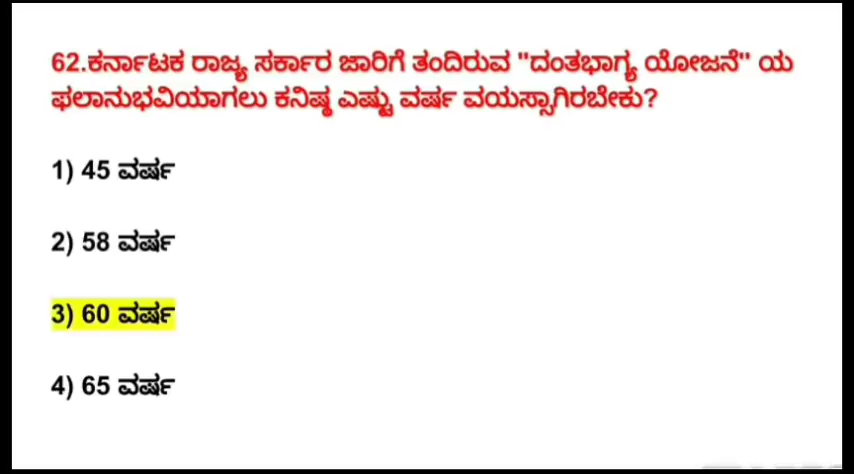 62.ಕರ್ನಾಟಕ ರಾಜ್ಯ ಸರ್ಕಾರ ಜಾರಿಗೆ ತಂದಿರುವ "ದಂತಭಾಗ್ಯ ಯೋಜನೆ" ಯ
ಫಲಾನುಭವಿಯಾಗಲು ಕನಿಷ್ಠ ಎಷ್ಟು ವರ್ಷ ವಯಸ್ಸಾಗಿರಬೇಕು?
1) 45 ವರ್ಷ
2) 58 ವರ್ಷ
3) 60 ವರ್ಷ
4) 65 ವರ್ಷ